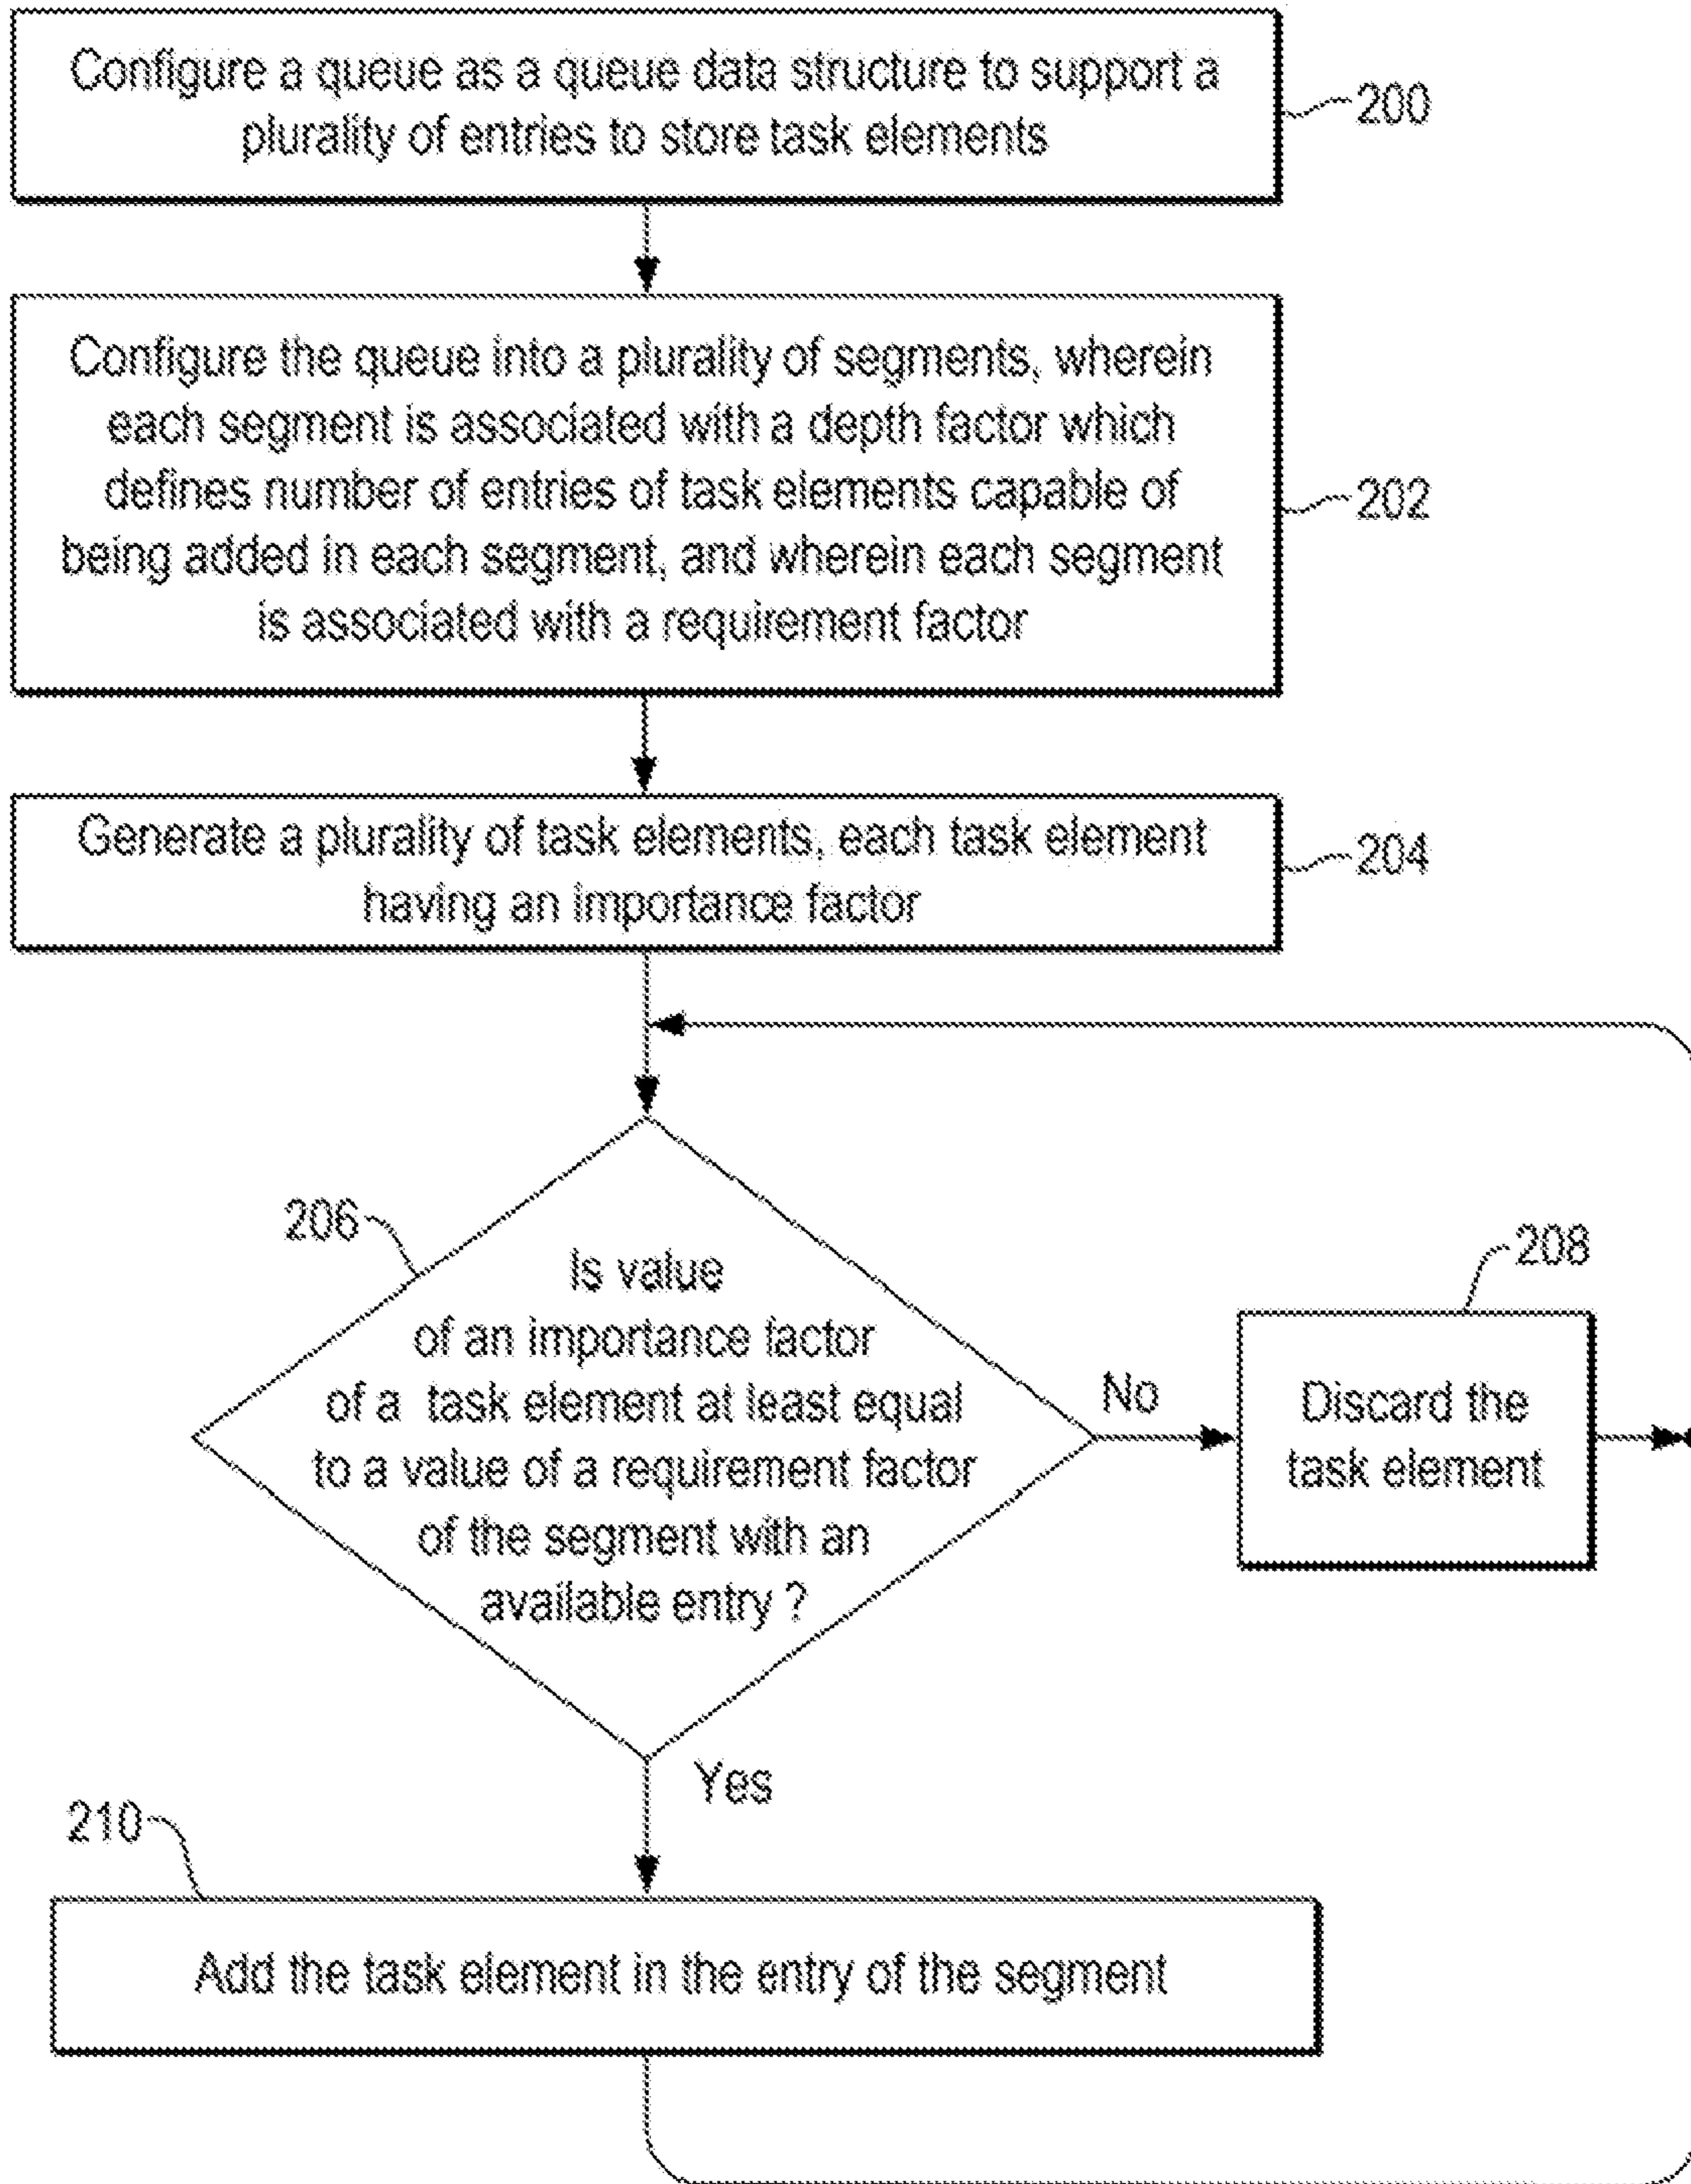 Configure a queue as a queue data structure to support a
plurality of entries to store task elements
200
Configure the queue into a plurality of segments, wherein
each segment is associated with a depth factor which
defines number of entries of task elements capable of
being added in each segment, and wherein each segment
is associated with a requirement factor
202
Generate a plurality of task elements, each task element
having an importance factor
204
206
Is value
of an importance factor
of a task element at least equal
to a value of a requirement factor
of the segment with an
available entry ?
No
208
Discard the
task element
Yes
210
Add the task element in the entry of the segment